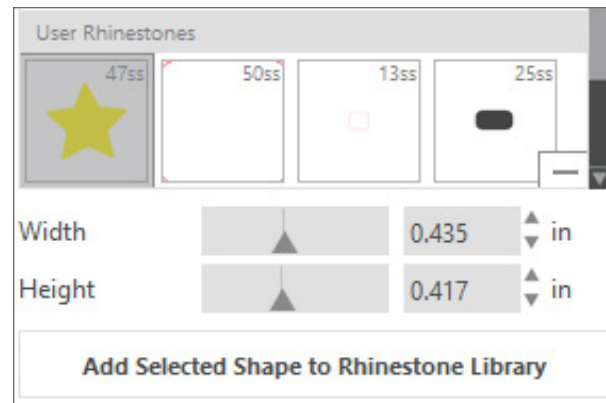 User Rhinestones
47ss 50ss 13ss 25ss
Width 0.435 in
Height 0.417 in
Add Selected Shape to Rhinestone Library